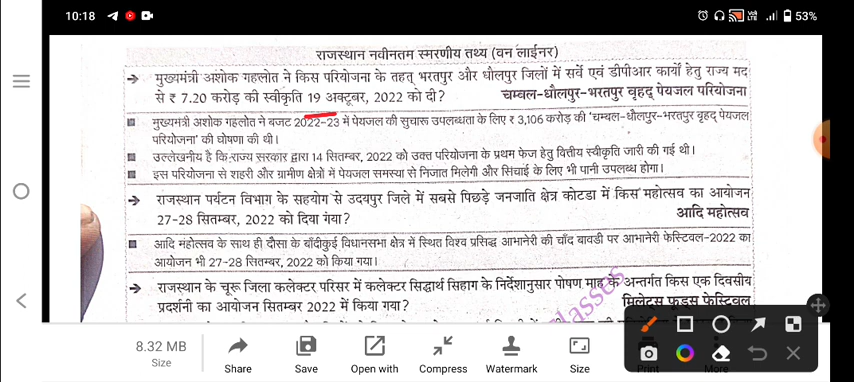 10:18
53%
राजस्थान नवीनतम स्मरणीय तथ्य (वन लाईनर)
मुख्यमंत्री अशोक गहलोत ने किस परियोजना के तहत् भरतपुर और धौलपुर जिलों में सर्वे एवं डीपीआर कार्यों हेतु राज्य मद
से ₹ 7.20 करोड़ की स्वीकृति 19 अक्टूबर, 2022 को दी? चम्बल-धौलपुर-भरतपुर वृहद् पेयजल परियोजना
मुख्यमंत्री अशोक गहलोत ने बजट 2022-23 में पेयजल की सुचारू उपलब्धता के लिए ₹ 3,106 करोड़ की 'चम्बल-धौलपुर-भरतपुर वृहद् पेयजल
परियोजना' की घोषणा की थी।
उल्लेखनीय है कि राज्य सरकार द्वारा 14 सितम्बर, 2022 को उक्त परियोजना के प्रथम फेज हेतु वित्तीय स्वीकृति जारी की गई थी।
इस परियोजना से शहरी और ग्रामीण क्षेत्रों में पेयजल समस्या से निजात मिलेगी और सिंचाई के लिए भी पानी उपलब्ध होगा।
राजस्थान पर्यटन विभाग के सहयोग से उदयपुर जिले में सबसे पिछड़े जनजाति क्षेत्र कोटडा में किस महोत्सव का आयोजन
27-28 सितम्बर, 2022 को दिया गया? आदि महोत्सव
आदि महोत्सव के साथ ही दौसा के बाँदीकुई विधानसभा क्षेत्र में स्थित विश्व प्रसिद्ध आभानेरी की चाँद बावडी पर आभानेरी फेस्टिवल-2022 का
आयोजन भी 27-28 सितम्बर, 2022 को किया गया।
राजस्थान के चूरू जिला कलेक्टर परिसर में कलेक्टर सिद्धार्थ सिहाग के निर्देशानुसार पोषण माह के अन्तर्गत किस एक दिवसीय
प्रदर्शनी का आयोजन सितम्बर 2022 में किया गया? मिलेट्स फूड्स फेस्टिवल
Classes
8.32 MB
Size
Share
Save
Open with
Compress
Watermark
Size
Print
More